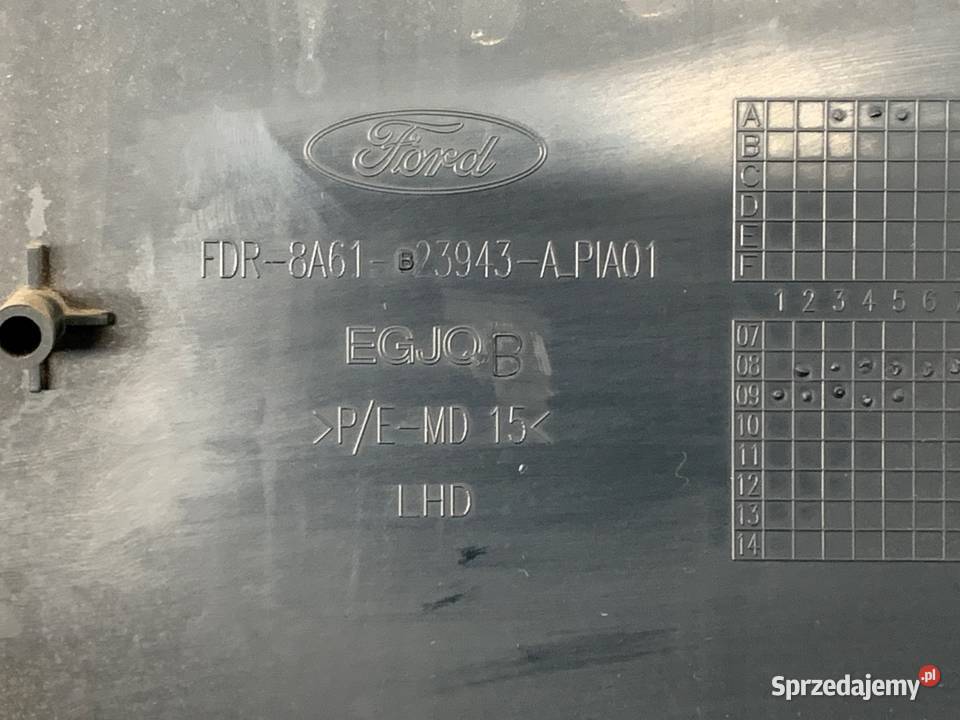 Ford
FDR-8A61-B23943-A_PIA01
EGJQB
>P/E-MD 15<
LHD
A
B
C
D
E
F
1 2 3 4 5 6 7
07
08
09
10
11
12
13
14
Sprzedajemy.pl